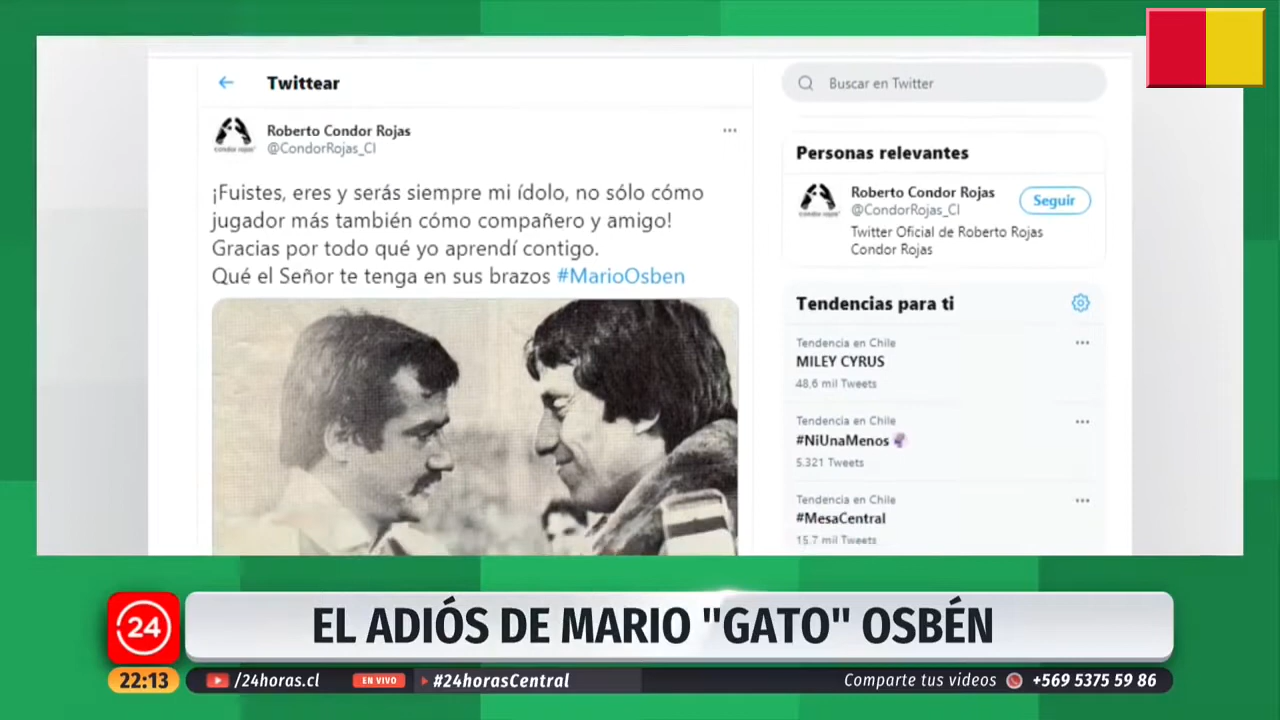 Twittear
Buscar en Twitter
Roberto Condor Rojas
@CondorRojas_Cl
¡Fuistes, eres y serás siempre mi ídolo, no sólo cómo
jugador más también cómo compañero y amigo!
Gracias por todo qué yo aprendí contigo.
Qué el Señor te tenga en sus brazos #MarioOsben
Personas relevantes
Roberto Condor Rojas
@CondorRojas_Cl
Seguir
Twitter Oficial de Roberto Rojas
Condor Rojas
Tendencias para ti
Tendencia en Chile
MILEY CYRUS
48,6 mil Tweets
Tendencia en Chile
#NiUnaMenos
5.321 Tweets
Tendencia en Chile
#MesaCentral
15,7 mil Tweets
24
EL ADIÓS DE MARIO "GATO" OSBÉN
22:13
/24horas.cl
EN VIVO
#24horasCentral
Comparte tus videos
+569 5375 59 86